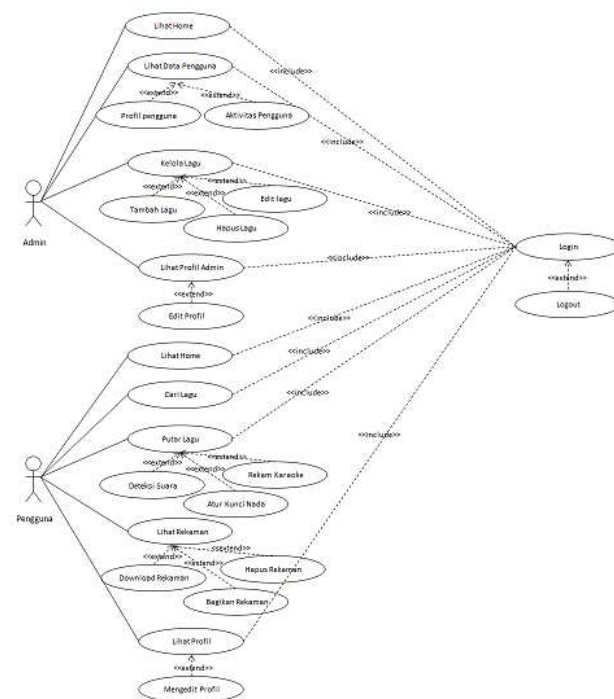 Lihat Home
<<include>>
Lihat Data Pengguna
<<extend>>
<<extend>>
Profil pengguna
Aktivitas Pengguna
<<include>>
Kelola Lagu
<<extend>>
<<extend>>
<<extend>>
Edit lagu
Tambah Lagu
Hapus Lagu
<<include>>
Admin
Lihat Profil Admin
<<include>>
<<extend>>
Edit Profil
Login
<<extend>>
Logout
Lihat Home
<<include>>
Cari Lagu
<<include>>
<<include>>
Putar Lagu
<<include>>
<<extend>>
<<extend>>
<<extend>>
Rekam Karaoke
Deteksi Suara
Atur Kunci Nada
Pengguna
Lihat Rekaman
<<extend>>
<<extend>>
<<extend>>
Hapus Rekaman
Download Rekaman
Bagikan Rekaman
Lihat Profil
<<extend>>
Mengedit Profil